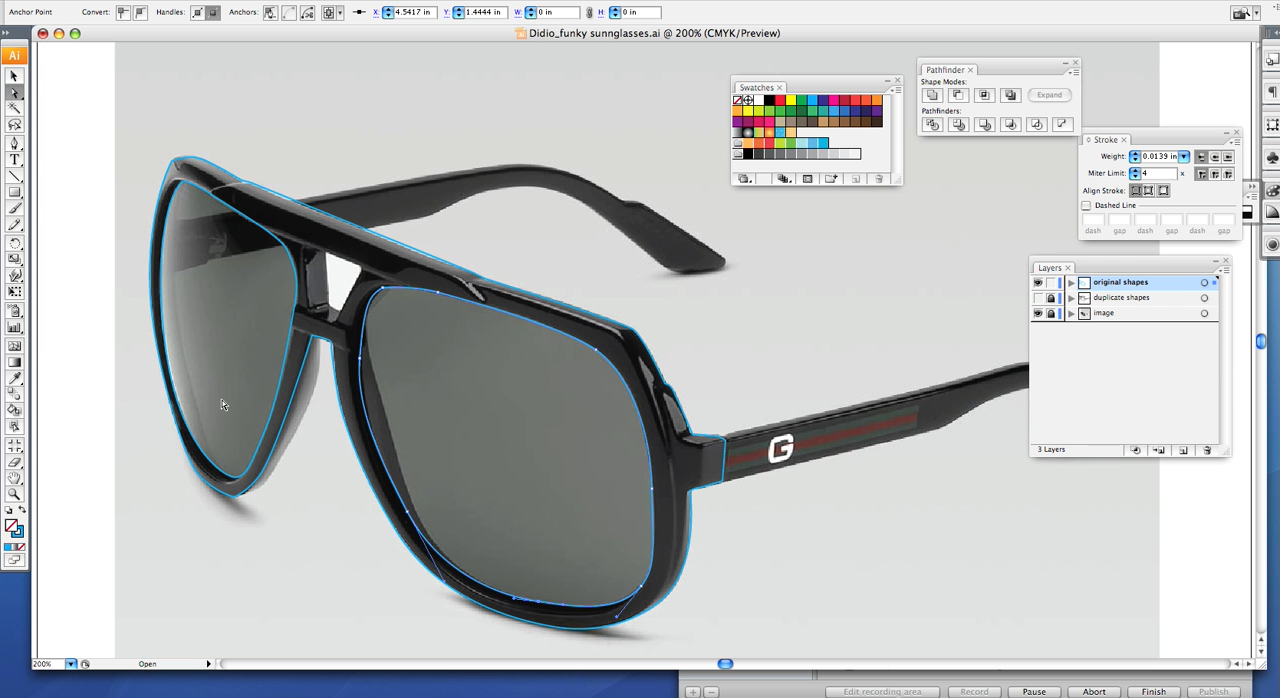 Anchor Point Convert: Handles: Anchors: X: 4.5417 in Y: 1.4444 in W: 0 in H: 0 in
Didio_funky sunnglasses.ai @ 200% (CMYK/Preview)
Ai
T
Swatches ×
Pathfinder ×
Shape Modes:
Expand
Pathfinders:
Stroke ×
Weight: 0.0139 in
Miter Limit: 4 x
Align Stroke:
Dashed Line
dash gap dash gap dash gap
Layers ×
original shapes
duplicate shapes
image
3 Layers
G
200% Open
Edit recording area Record Pause Abort Finish Publish